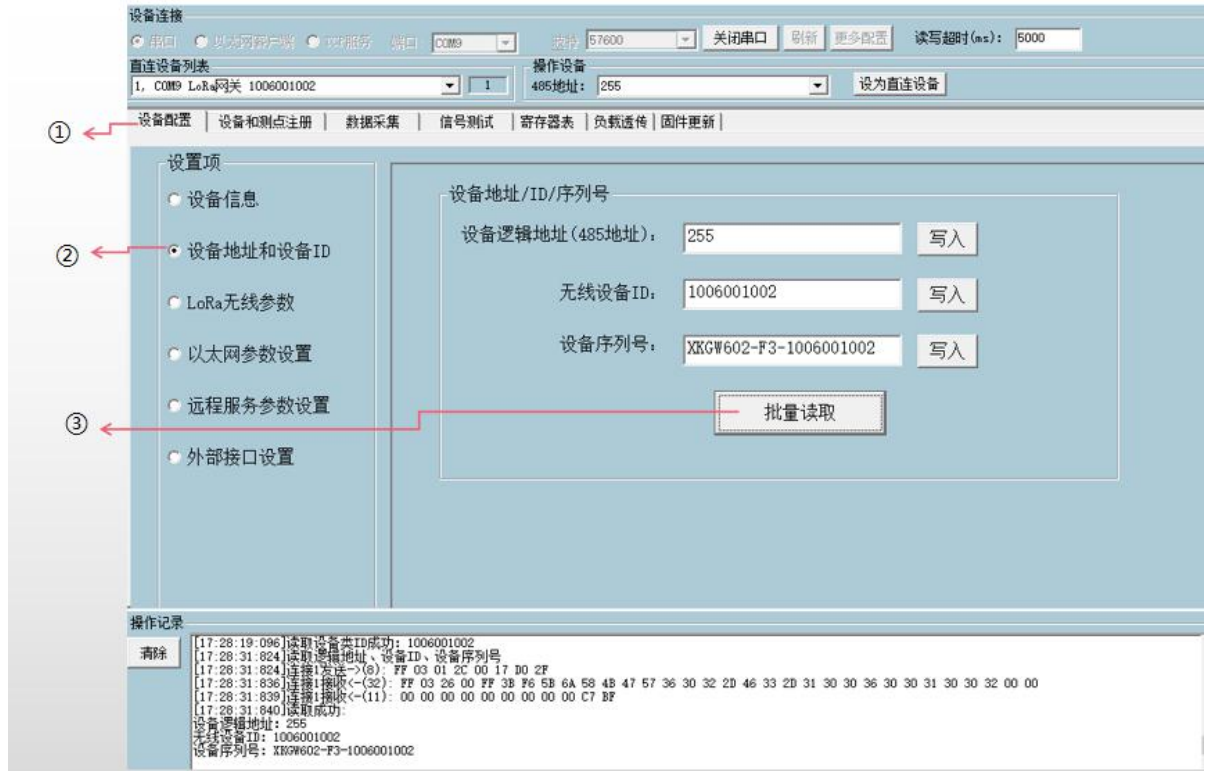 设备连接
串口 以太网客户端 TCP服务 端口 COM9 波特 57600 关闭串口 刷新 更多配置 读写超时(ms): 5000
直连设备列表 操作设备
1, COM9 LoRa网关 1006001002 1 485地址: 255 设为直连设备
① 设备配置 设备和测点注册 数据采集 信号测试 寄存器表 负载透传 固件更新
设置项
设备信息
② 设备地址和设备ID
LoRa无线参数
以太网参数设置
远程服务参数设置
③
外部接口设置
设备地址/ID/序列号
设备逻辑地址(485地址): 255 写入
无线设备ID: 1006001002 写入
设备序列号: XKGW602-F3-1006001002 写入
批量读取
操作记录
清除
[17:28:19:096]读取设备类ID成功: 1006001002
[17:28:31:824]读取逻辑地址、设备ID、设备序列号
[17:28:31:824]连接1发送->(8): FF 03 01 2C 00 17 D0 2F
[17:28:31:836]连接1接收<-(32): FF 03 26 00 FF 3B F6 5B 6A 58 4B 47 57 36 30 32 2D 46 33 2D 31 30 30 36 30 30 31 30 30 32 00 00
[17:28:31:839]连接1接收<-(11): 00 00 00 00 00 00 00 00 00 C7 BF
[17:28:31:840]读取成功:
设备逻辑地址: 255
无线设备ID: 1006001002
设备序列号: XKGW602-F3-1006001002